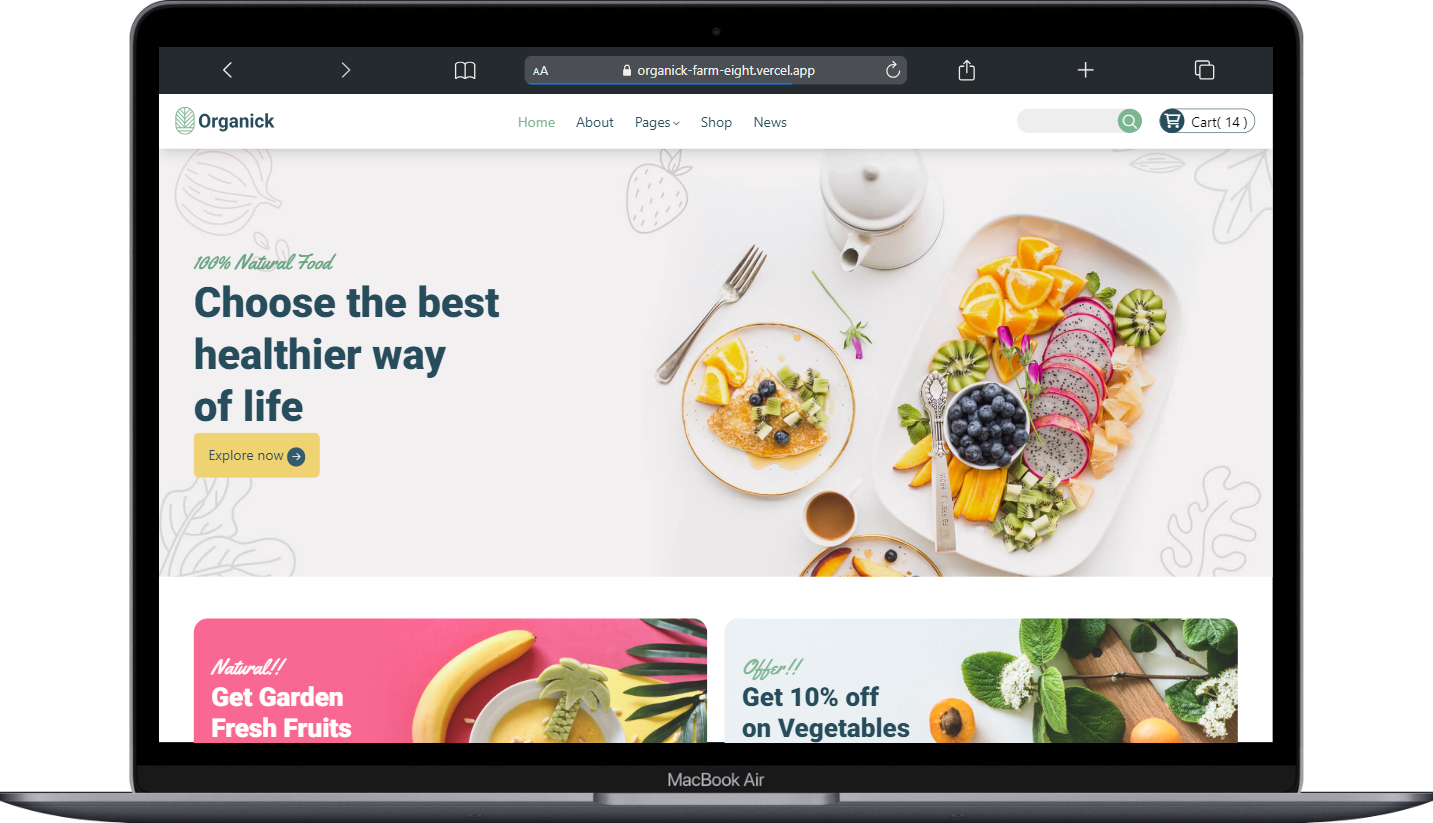 AA organick-farm-eight.vercel.app
Organick
Home About Pages Shop News
Cart( 14 )
100% Natural Food
Choose the best
healthier way
of life
Explore now
Natural!!
Get Garden
Fresh Fruits
Offer!!
Get 10% off
on Vegetables
MacBook Air